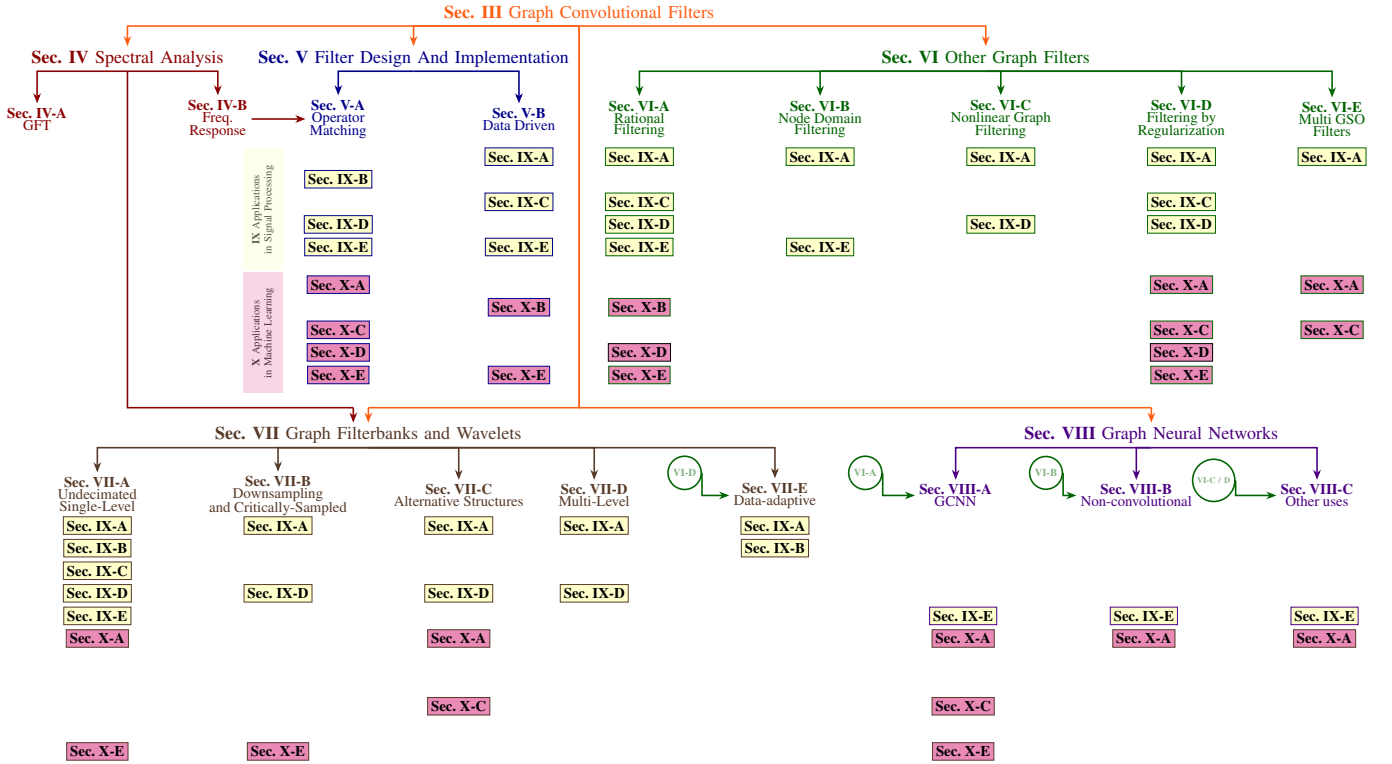 Sec. III Graph Convolutional Filters
Sec. IV Spectral Analysis
Sec. V Filter Design And Implementation
Sec. VI Other Graph Filters
Sec. IV-A
GFT
Sec. IV-B
Freq.
Response
Sec. V-A
Operator
Matching
Sec. V-B
Data Driven
Sec. VI-A
Rational
Filtering
Sec. VI-B
Node Domain
Filtering
Sec. VI-C
Nonlinear Graph
Filtering
Sec. VI-D
Filtering by
Regularization
Sec. VI-E
Multi GSO
Filters
IX Applications
in Signal Processing
Sec. IX-A
Sec. IX-A
Sec. IX-A
Sec. IX-A
Sec. IX-A
Sec. IX-A
Sec. IX-B
Sec. IX-C
Sec. IX-C
Sec. IX-C
Sec. IX-D
Sec. IX-D
Sec. IX-D
Sec. IX-D
Sec. IX-E
Sec. IX-E
Sec. IX-E
Sec. IX-E
X Applications
in Machine Learning
Sec. X-A
Sec. X-A
Sec. X-A
Sec. X-B
Sec. X-B
Sec. X-C
Sec. X-C
Sec. X-C
Sec. X-D
Sec. X-D
Sec. X-D
Sec. X-E
Sec. X-E
Sec. X-E
Sec. X-E
Sec. VII Graph Filterbanks and Wavelets
Sec. VIII Graph Neural Networks
Sec. VII-A
Undecimated
Single-Level
Sec. VII-B
Downsampling
and Critically-Sampled
Sec. VII-C
Alternative Structures
Sec. VII-D
Multi-Level
VI-D
Sec. VII-E
Data-adaptive
VI-A
Sec. VIII-A
GCNN
VI-B
Sec. VIII-B
Non-convolutional
VI-C / D
Sec. VIII-C
Other uses
Sec. IX-A
Sec. IX-A
Sec. IX-A
Sec. IX-A
Sec. IX-A
Sec. IX-B
Sec. IX-B
Sec. IX-C
Sec. IX-D
Sec. IX-D
Sec. IX-D
Sec. IX-D
Sec. IX-E
Sec. IX-E
Sec. IX-E
Sec. IX-E
Sec. X-A
Sec. X-A
Sec. X-A
Sec. X-A
Sec. X-A
Sec. X-C
Sec. X-C
Sec. X-E
Sec. X-E
Sec. X-E